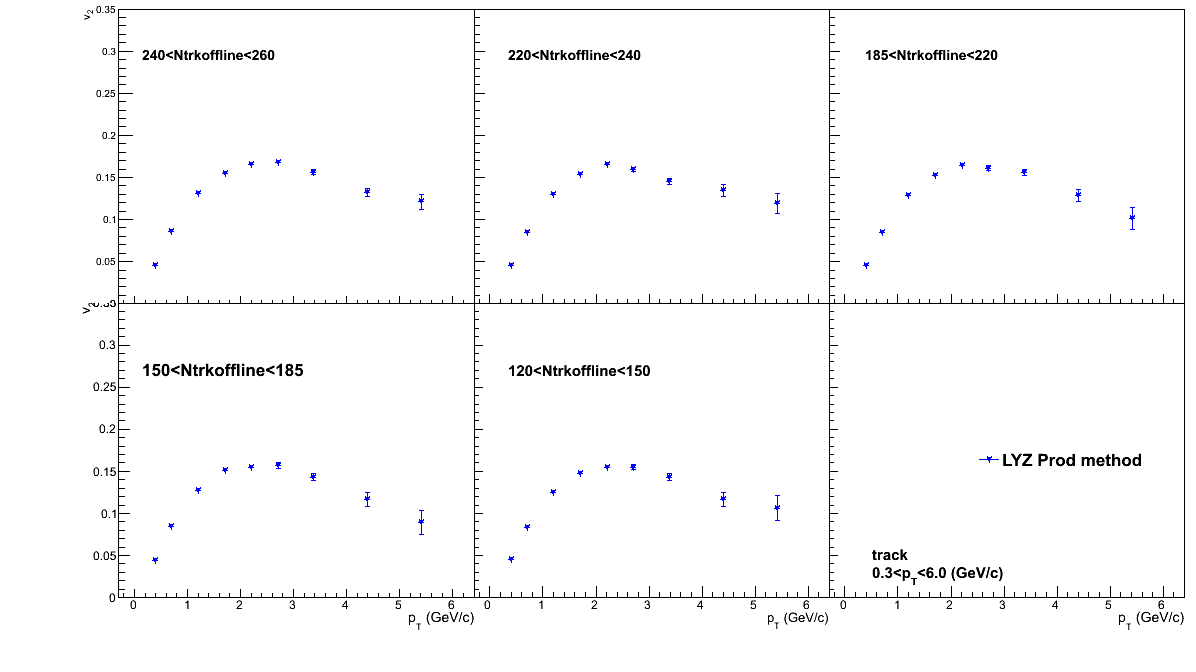 v2 0.35
0.3
0.25
0.2
0.15
0.1
0.05
240<Ntrkoffline<260
220<Ntrkoffline<240
185<Ntrkoffline<220
v2
0.3
0.25
0.2
0.15
0.1
0.05
0
150<Ntrkoffline<185
120<Ntrkoffline<150
LYZ Prod method
track
0.3<pT<6.0 (GeV/c)
0 1 2 3 4 5 6
0 1 2 3 4 5 6
0 1 2 3 4 5 6
pT (GeV/c)
pT (GeV/c)
pT (GeV/c)